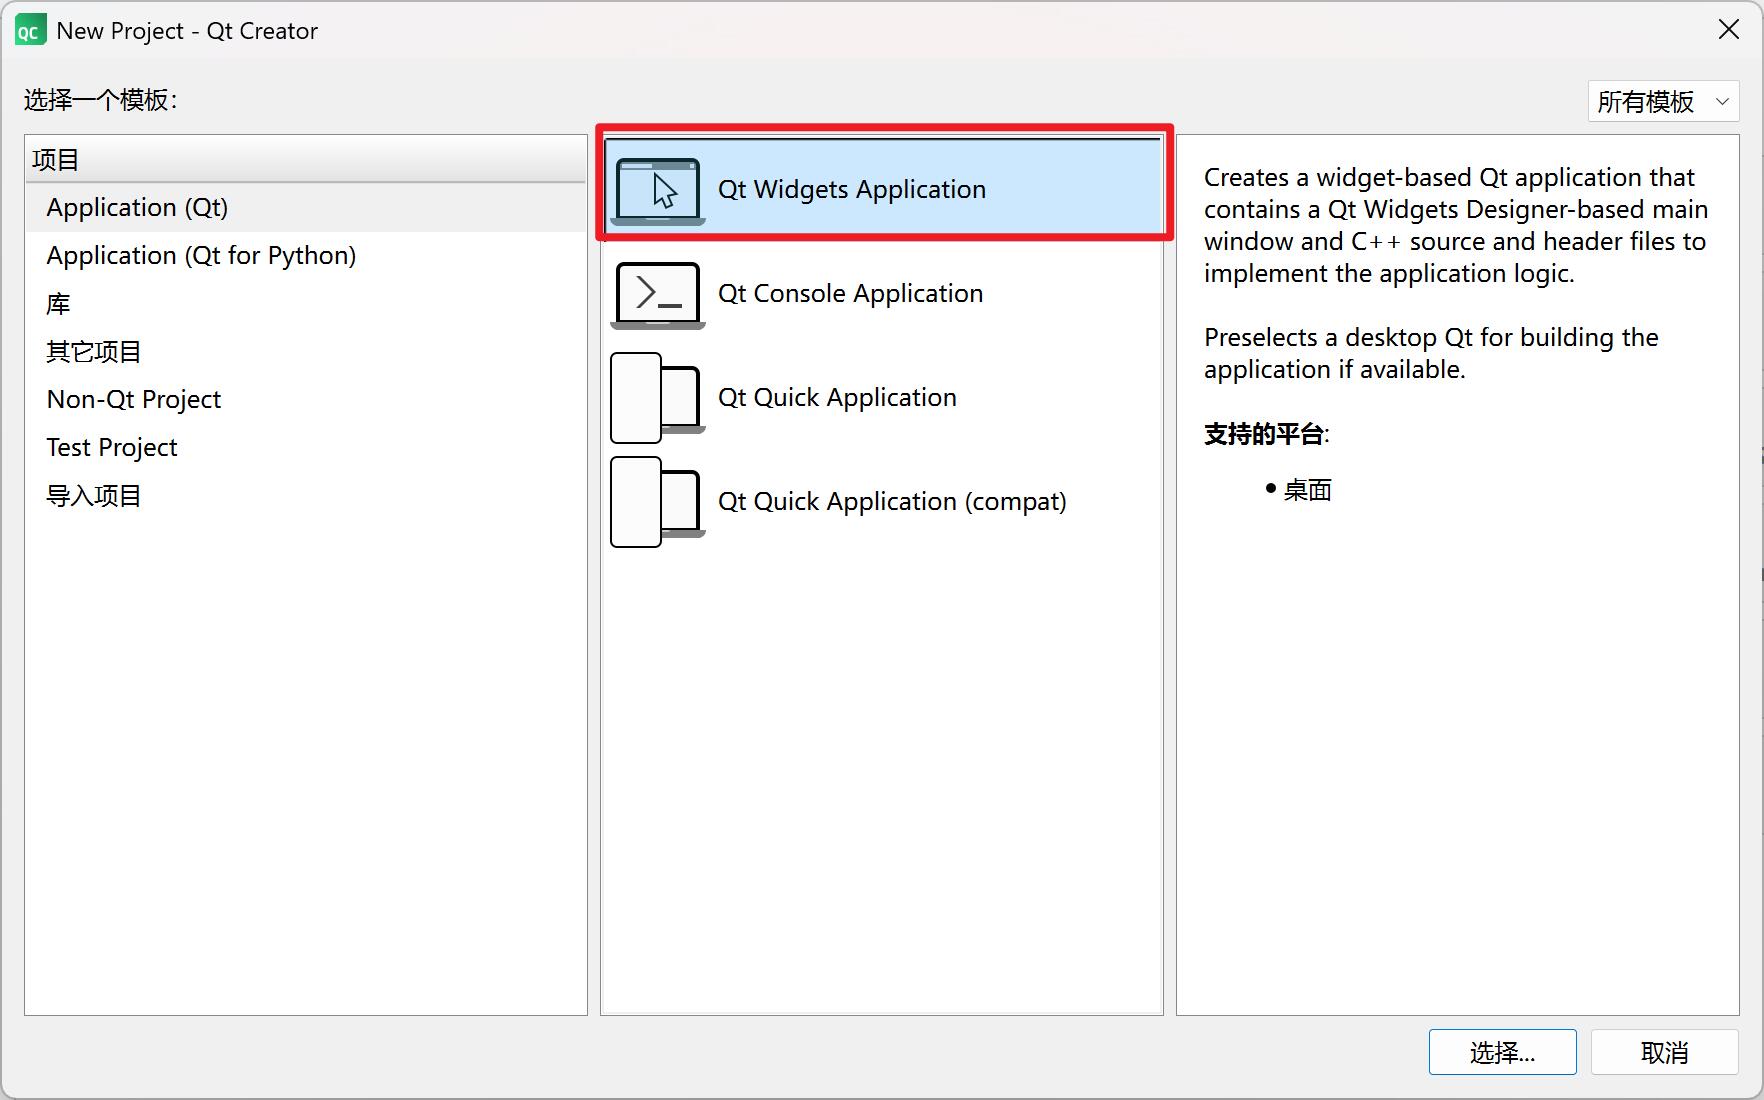 QC New Project - Qt Creator
选择一个模板：
所有模板
项目
Application (Qt)
Application (Qt for Python)
库
其它项目
Non-Qt Project
Test Project
导入项目
Qt Widgets Application
Qt Console Application
Qt Quick Application
Qt Quick Application (compat)
Creates a widget-based Qt application that
contains a Qt Widgets Designer-based main
window and C++ source and header files to
implement the application logic.
Preselects a desktop Qt for building the
application if available.
支持的平台:
• 桌面
选择...
取消